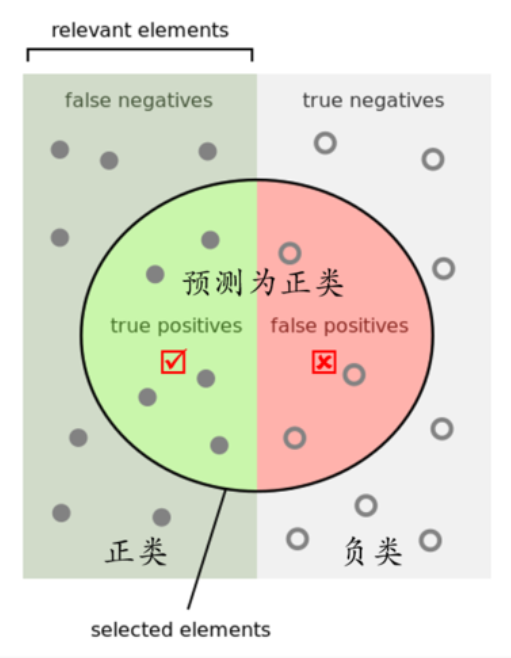 relevant elements
false negatives
true negatives
预测为正类
true positives
false positives
正类
负类
selected elements